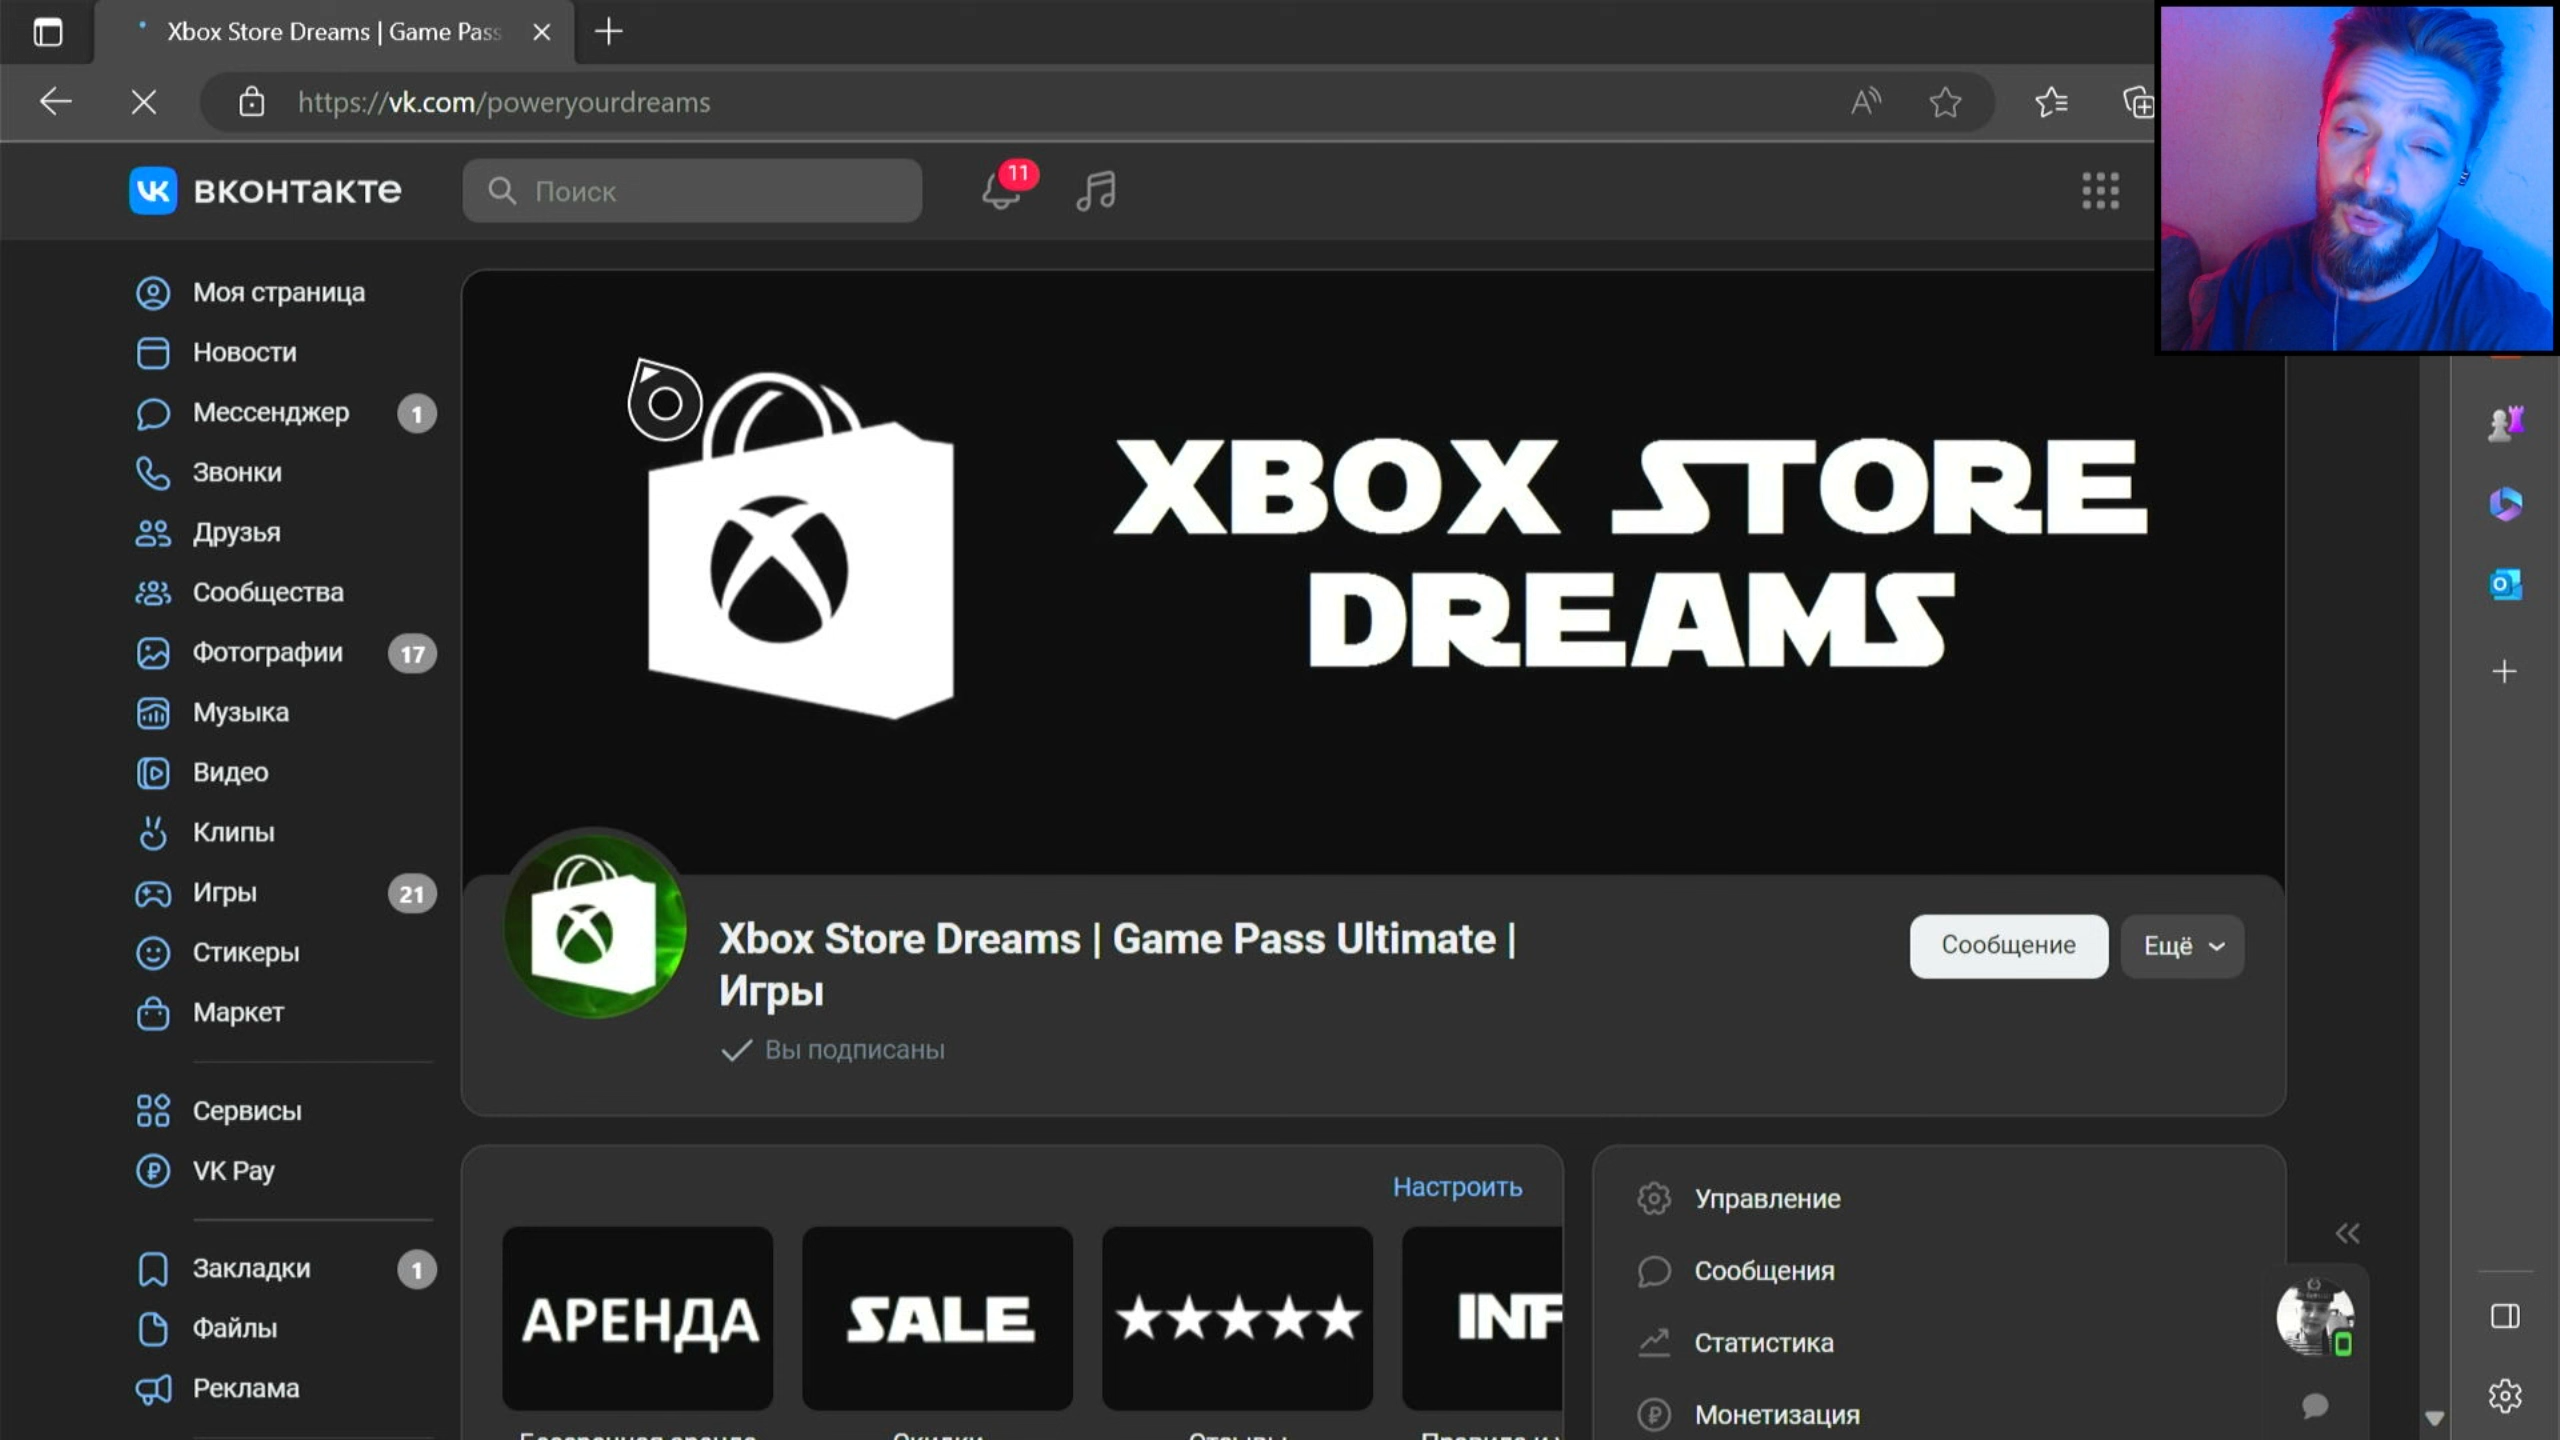 Xbox Store Dreams | Game Pass
https://vk.com/poweryourdreams
вконтакте
Поиск
11
Моя страница
Новости
Мессенджер 1
Звонки
Друзья
Сообщества
Фотографии 17
Музыка
Видео
Клипы
Игры 21
Стикеры
Маркет
Сервисы
VK Pay
Закладки 1
Файлы
Реклама
XBOX STORE
DREAMS
Xbox Store Dreams | Game Pass Ultimate |
Игры
Вы подписаны
Сообщение
Ещё
Настроить
АРЕНДА
SALE
INF
Управление
Сообщения
Статистика
Монетизация